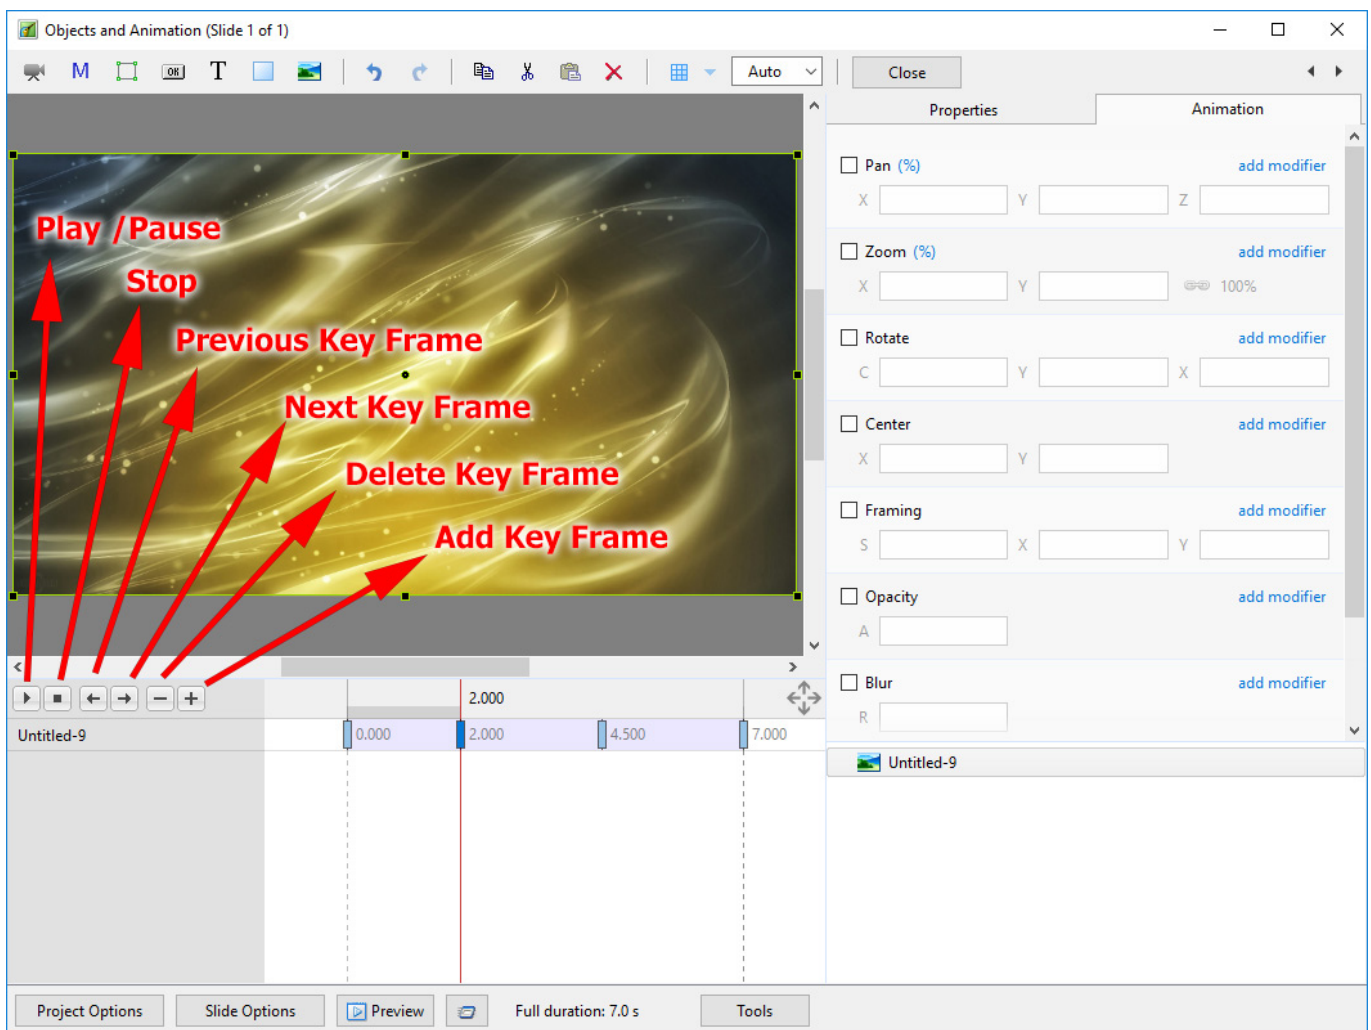 Objects and Animation (Slide 1 of 1)
M OK T Auto Close
Properties Animation
Pan (%) add modifier
X Y Z
Zoom (%) add modifier
X Y 100%
Rotate add modifier
C Y X
Center add modifier
X Y
Framing add modifier
S X Y
Opacity add modifier
A
Blur add modifier
R
Untitled-9
Play /Pause
Stop
Previous Key Frame
Next Key Frame
Delete Key Frame
Add Key Frame
2.000
Untitled-9 0.000 2.000 4.500 7.000
Project Options Slide Options Preview Full duration: 7.0 s Tools